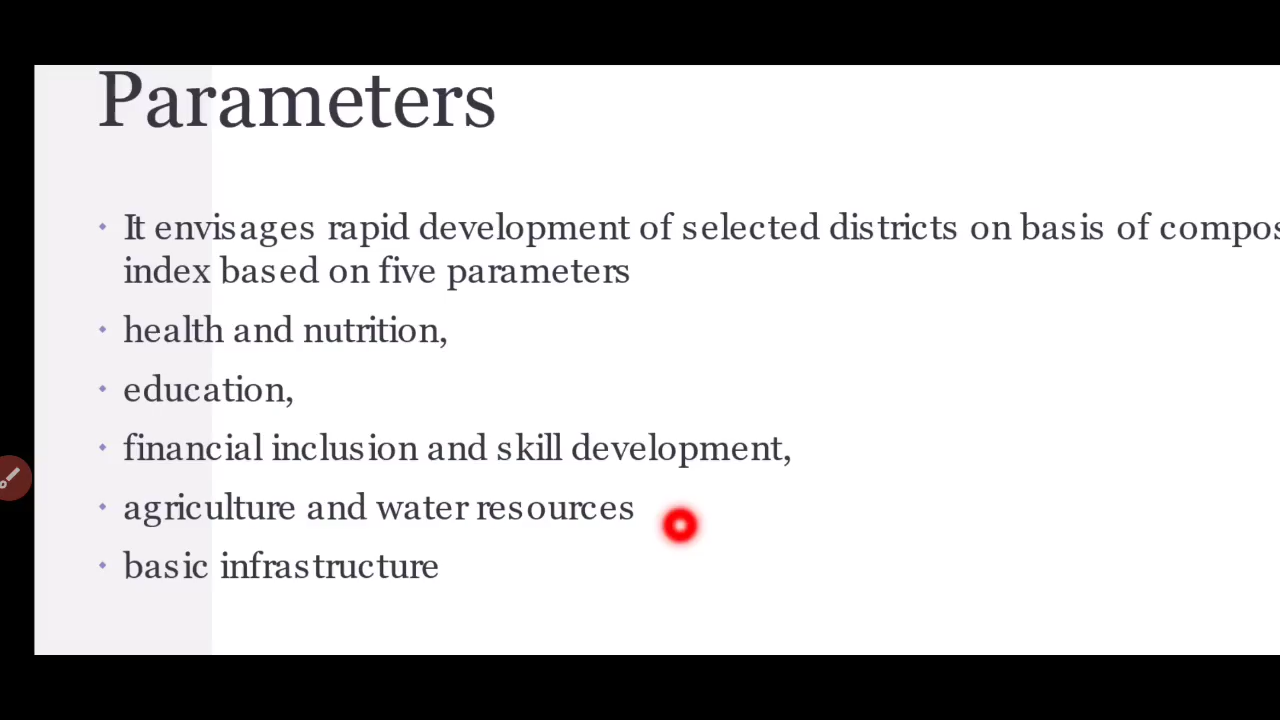 Parameters
It envisages rapid development of selected districts on basis of
index based on five parameters
health and nutrition,
education,
financial inclusion and skill development,
agriculture and water resources
basic infrastructure